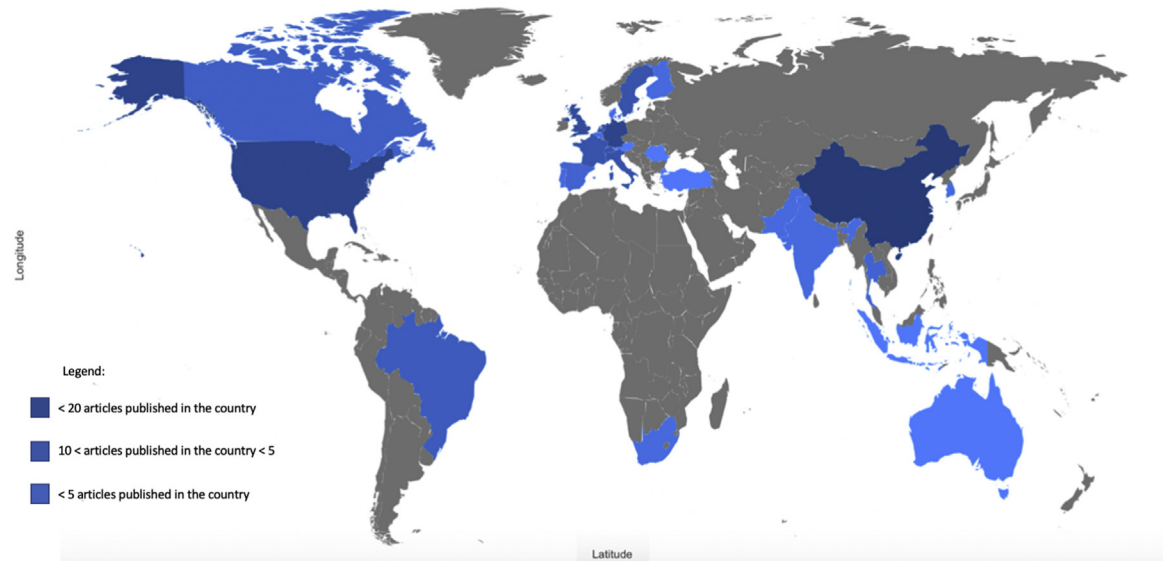 Longitude
Legend:
< 20 articles published in the country
10 < articles published in the country < 5
< 5 articles published in the country
Latitude